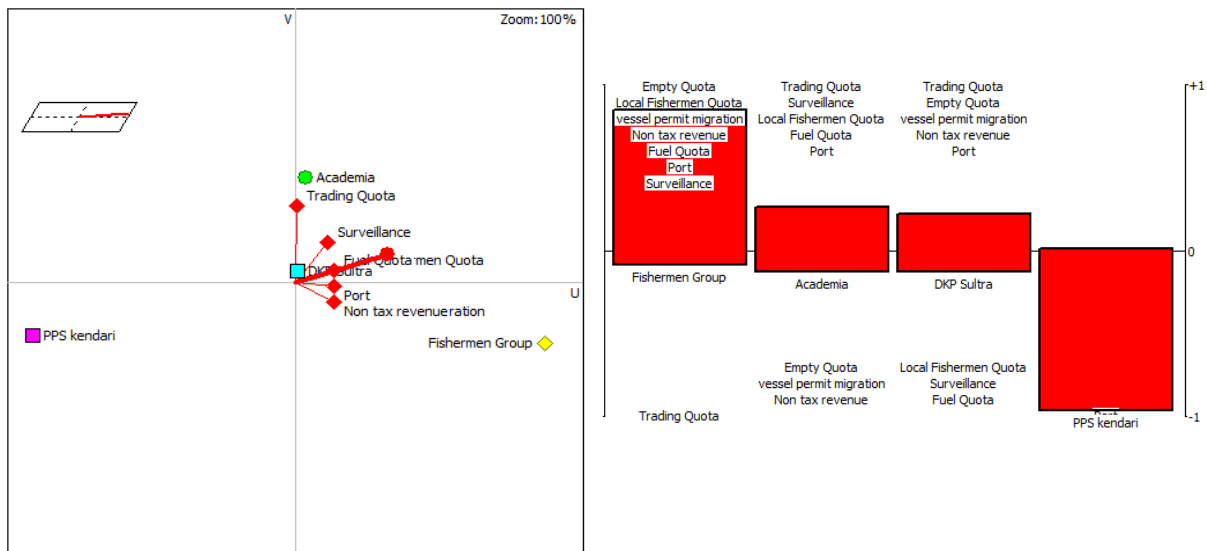 V
Zoom:100%
Academia
Trading Quota
Surveillance
Fuel Quota
men Quota
DKP Sultra
U
Port
Non tax revenue
ration
PPS kendari
Fishermen Group
Empty Quota
Local Fishermen Quota
vessel permit migration
Non tax revenue
Fuel Quota
Port
Surveillance
Fishermen Group
Trading Quota
Trading Quota
Surveillance
Local Fishermen Quota
Fuel Quota
Port
Academia
Empty Quota
vessel permit migration
Non tax revenue
Trading Quota
Empty Quota
vessel permit migration
Non tax revenue
Port
DKP Sultra
Local Fishermen Quota
Surveillance
Fuel Quota
PPS kendari
+1
0
-1